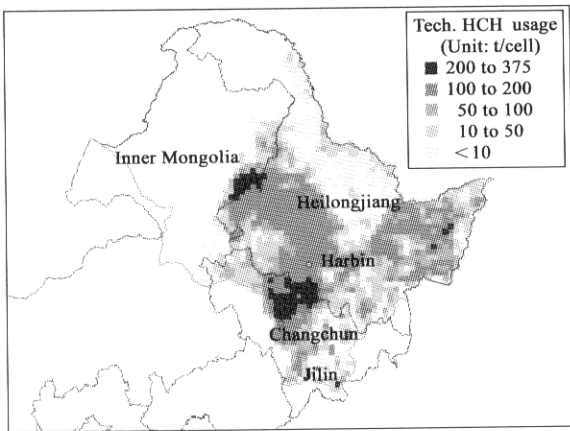 Tech. HCH usage
(Unit: t/cell)
200 to 375
100 to 200
50 to 100
10 to 50
<10
Inner Mongolia
Heilongjiang
Harbin
Changchun
Jilin